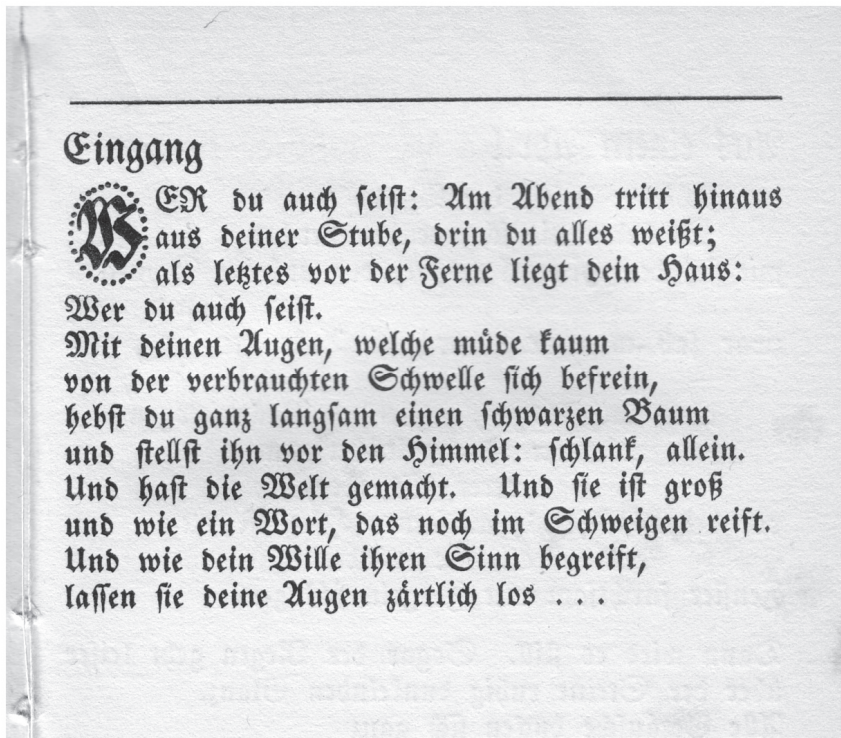 Eingang
WER du auch seist: Am Abend tritt hinaus
aus deiner Stube, drin du alles weißt;
als letztes vor der Ferne liegt dein Haus:
Wer du auch seist.
Mit deinen Augen, welche müde kaum
von der verbrauchten Schwelle sich befrein,
hebst du ganz langsam einen schwarzen Baum
und stellst ihn vor den Himmel: schlank, allein.
Und hast die Welt gemacht. Und sie ist groß
und wie ein Wort, das noch im Schweigen reift.
Und wie dein Wille ihren Sinn begreift,
lassen sie deine Augen zärtlich los . . .